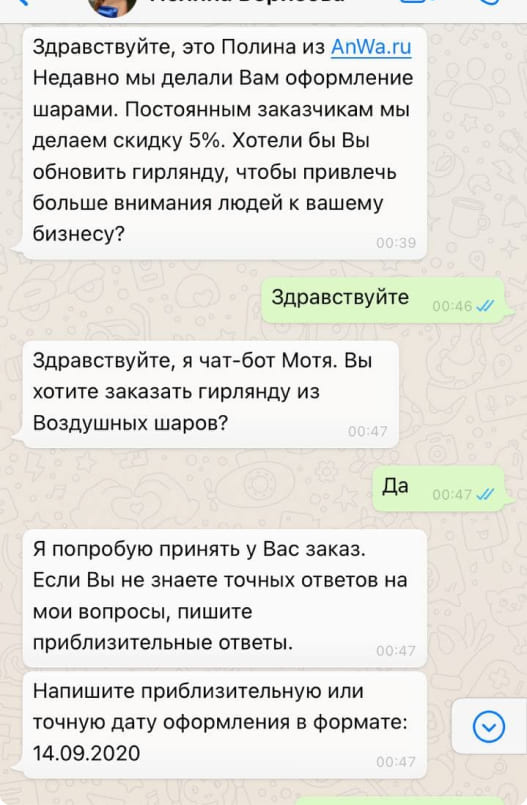 Здравствуйте, это Полина из AnWa.ru
Недавно мы делали Вам оформление
шарами. Постоянным заказчикам мы
делаем скидку 5%. Хотели бы Вы
обновить гирлянду, чтобы привлечь
больше внимания людей к вашему
бизнесу?
00:39
Здравствуйте
00:46
Здравствуйте, я чат-бот Мотя. Вы
хотите заказать гирлянду из
Воздушных шаров?
00:47
Да
00:47
Я попробую принять у Вас заказ.
Если Вы не знаете точных ответов на
мои вопросы, пишите
приблизительные ответы.
00:47
Напишите приблизительную или
точную дату оформления в формате:
14.09.2020
00:47